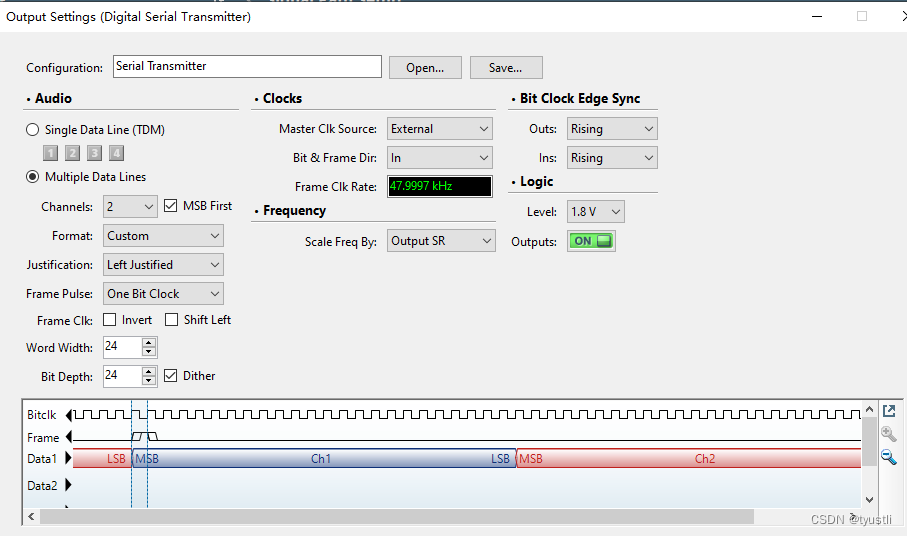 Output Settings (Digital Serial Transmitter)
Configuration: Serial Transmitter Open... Save...
• Audio
Single Data Line (TDM)
1 2 3 4
Multiple Data Lines
Channels: 2 MSB First
Format: Custom
Justification: Left Justified
Frame Pulse: One Bit Clock
Frame Clk: Invert Shift Left
Word Width: 24
Bit Depth: 24 Dither
• Clocks
Master Clk Source: External
Bit & Frame Dir: In
Frame Clk Rate: 47.9997 kHz
• Frequency
Scale Freq By: Output SR
• Bit Clock Edge Sync
Outs: Rising
Ins: Rising
• Logic
Level: 1.8 V
Outputs: ON
Bitclk
Frame
Data1 LSB MSB Ch1 LSB MSB Ch2
Data2
CSDN @tyustli